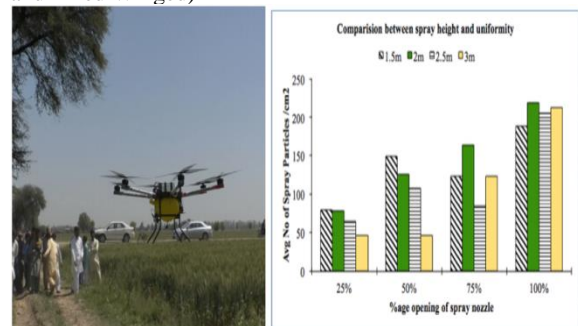 Comparision between spray height and uniformity
1.5m 2m 2.5m 3m
Avg No of Spray Particles /cm2
250
200
150
100
50
0
25% 50% 75% 100%
%age opening of spray nozzle